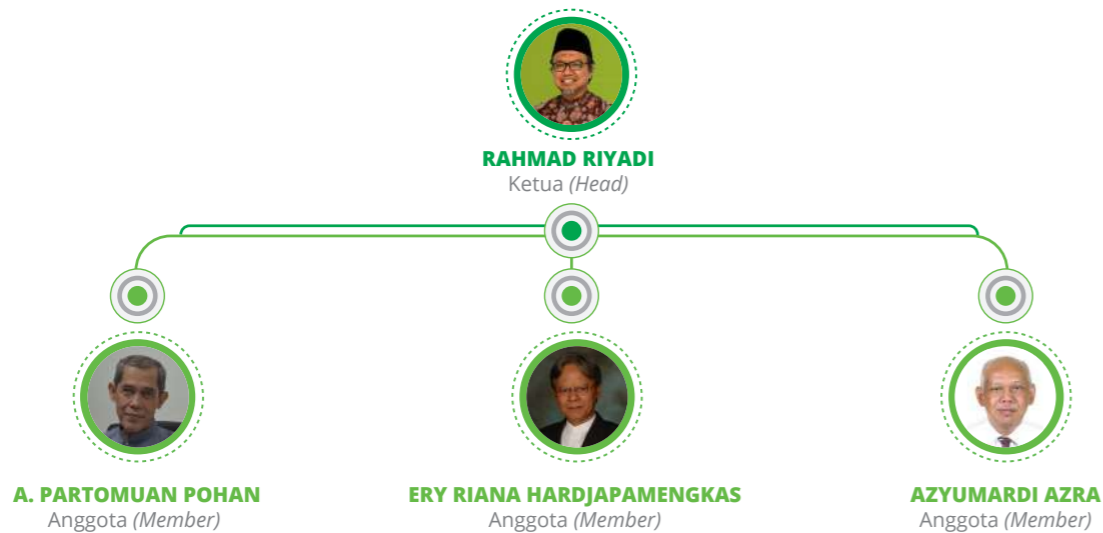 RAHMAD RIYADI
Ketua (Head)
A. PARTOMUAN POHAN
Anggota (Member)
ERY RIANA HARDJAPAMENGKAS
Anggota (Member)
AZYUMARDI AZRA
Anggota (Member)